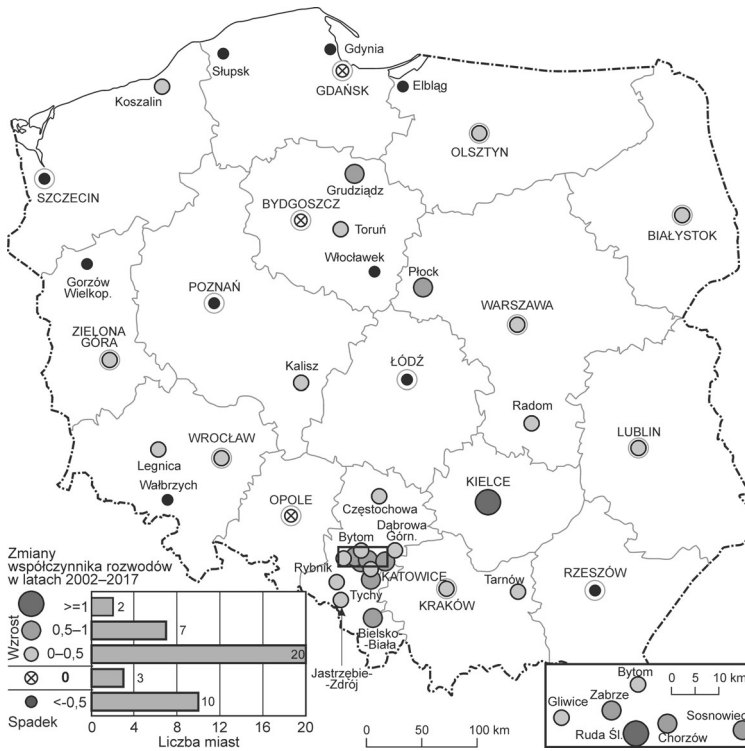 Gdynia
Słupsk
GDAŃSK
Elbląg
Koszalin
OLSZTYN
SZCZECIN
Grudziądz
BYDGOSZCZ
Toruń
BIAŁYSTOK
Włocławek
Gorzów
Wielkop.
POZNAŃ
Płock
WARSZAWA
ZIELONA
GÓRA
ŁÓDŹ
Kalisz
Radom
WROCŁAW
LUBLIN
Legnica
Wałbrzych
KIELCE
OPOLE
Częstochowa
Bytom
Dąbrowa
Górn.
Rybnik
KATOWICE
Tychy
KRAKÓW
Tarnów
RZESZÓW
Bielsko-
-Biała
Jastrzębie-
-Zdrój
Zmiany
współczynnika rozwodów
w latach 2002–2017
Wzrost
>=1
2
0,5–1
7
0–0,5
20
0
3
<-0,5
10
Spadek
0 4 8 12 16 20
Liczba miast
0 50 100 km
Bytom
0 5 10 km
Gliwice
Zabrze
Sosnowiec
Ruda Śl.
Chorzów